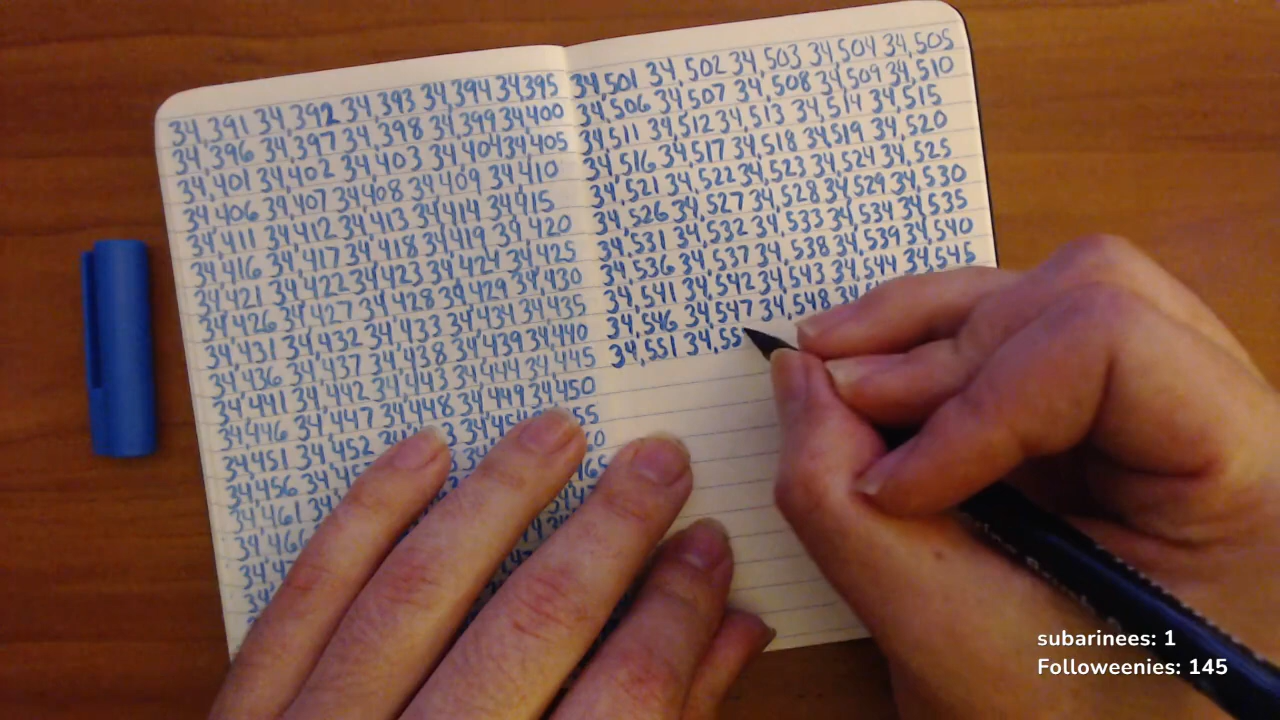 34,391 34,392 34,393 34,394 34,395
34,396 34,397 34,398 34,399 34,400
34,401 34,402 34,403 34,404 34,405
34,406 34,407 34,408 34,409 34,410
34,411 34,412 34,413 34,414 34,415
34,416 34,417 34,418 34,419 34,420
34,421 34,422 34,423 34,424 34,425
34,426 34,427 34,428 34,429 34,430
34,431 34,432 34,433 34,434 34,435
34,436 34,437 34,438 34,439 34,440
34,441 34,442 34,443 34,444 34,445
34,446 34,447 34,448 34,449 34,450
34,451 34,452
34,456
34,461
34,501 34,502 34,503 34,504 34,505
34,506 34,507 34,508 34,509 34,510
34,511 34,512 34,513 34,514 34,515
34,516 34,517 34,518 34,519 34,520
34,521 34,522 34,523 34,524 34,525
34,526 34,527 34,528 34,529 34,530
34,531 34,532 34,533 34,534 34,535
34,536 34,537 34,538 34,539 34,540
34,541 34,542 34,543 34,544 34,545
34,546 34,547 34,548
34,551 34,55
subarinees: 1
Followeenies: 145